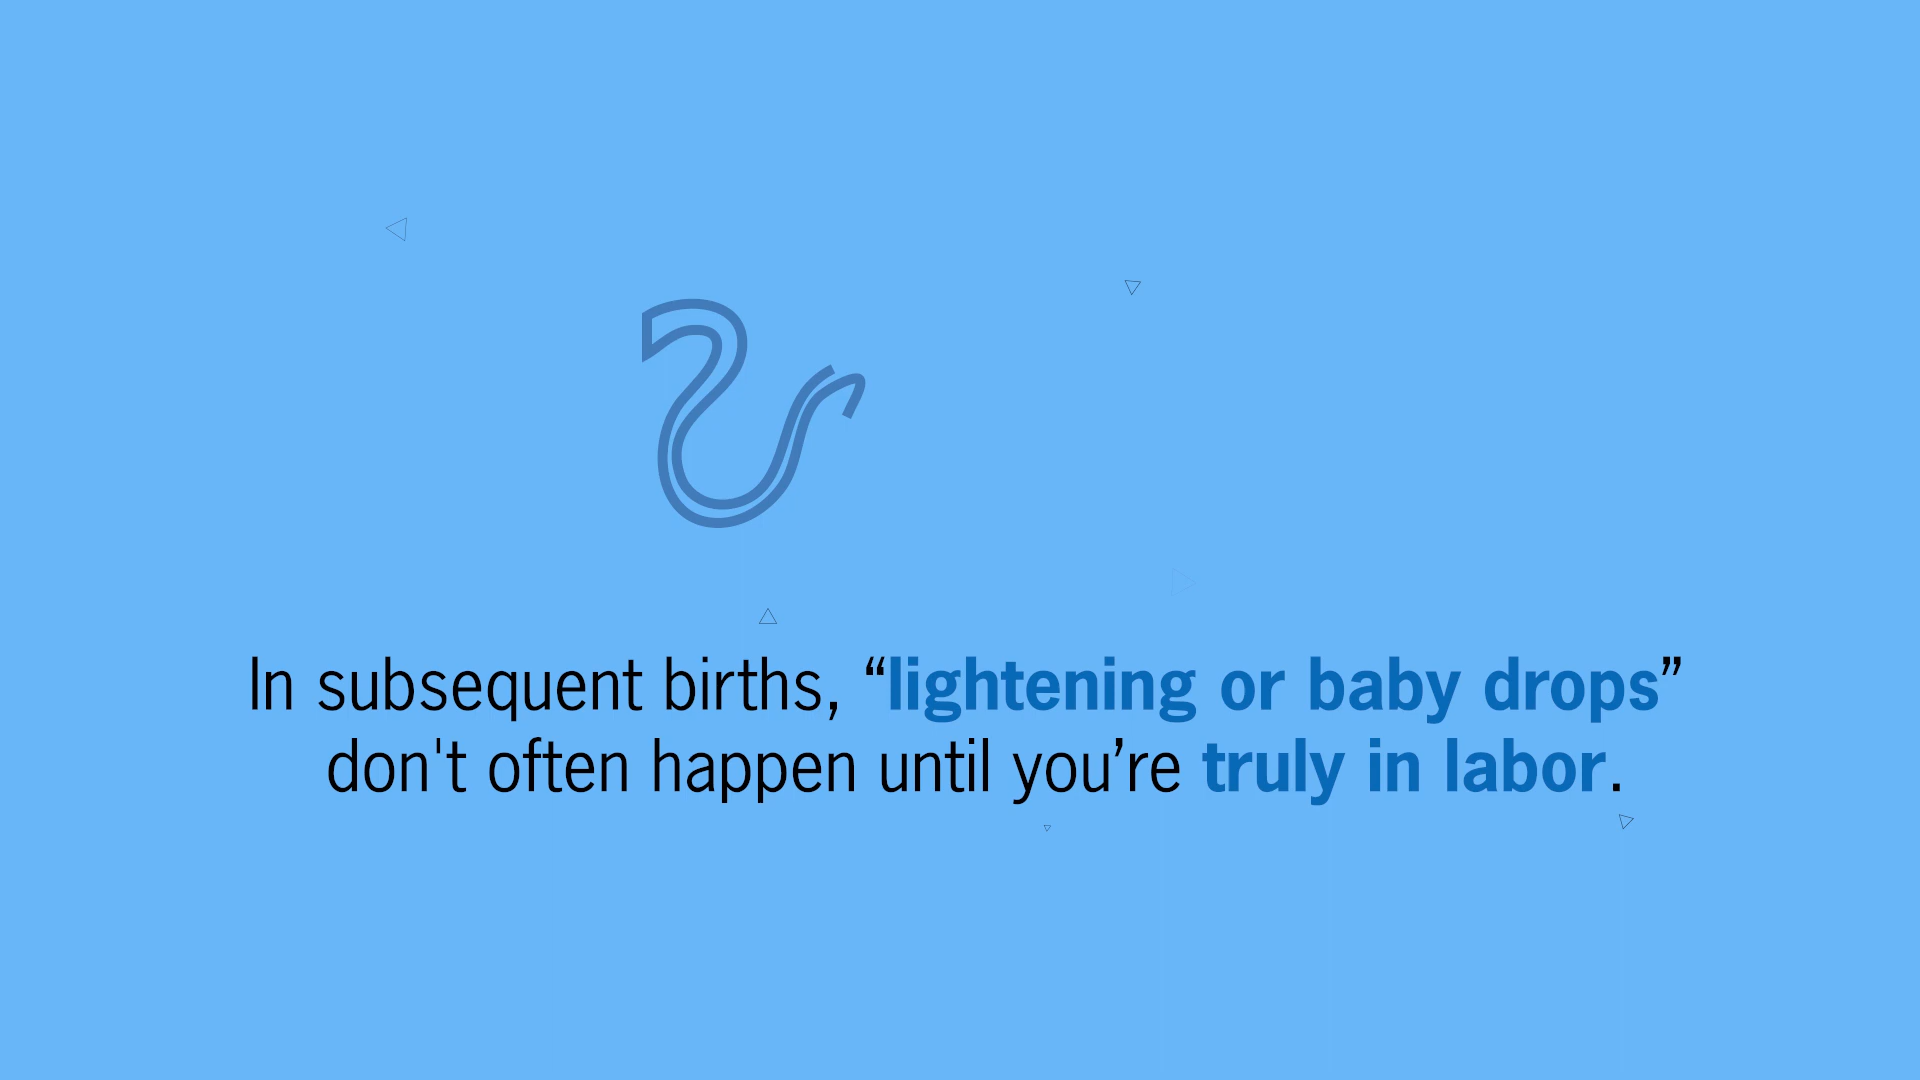 In subsequent births, “lightening or baby drops”
don't often happen until you’re truly in labor.